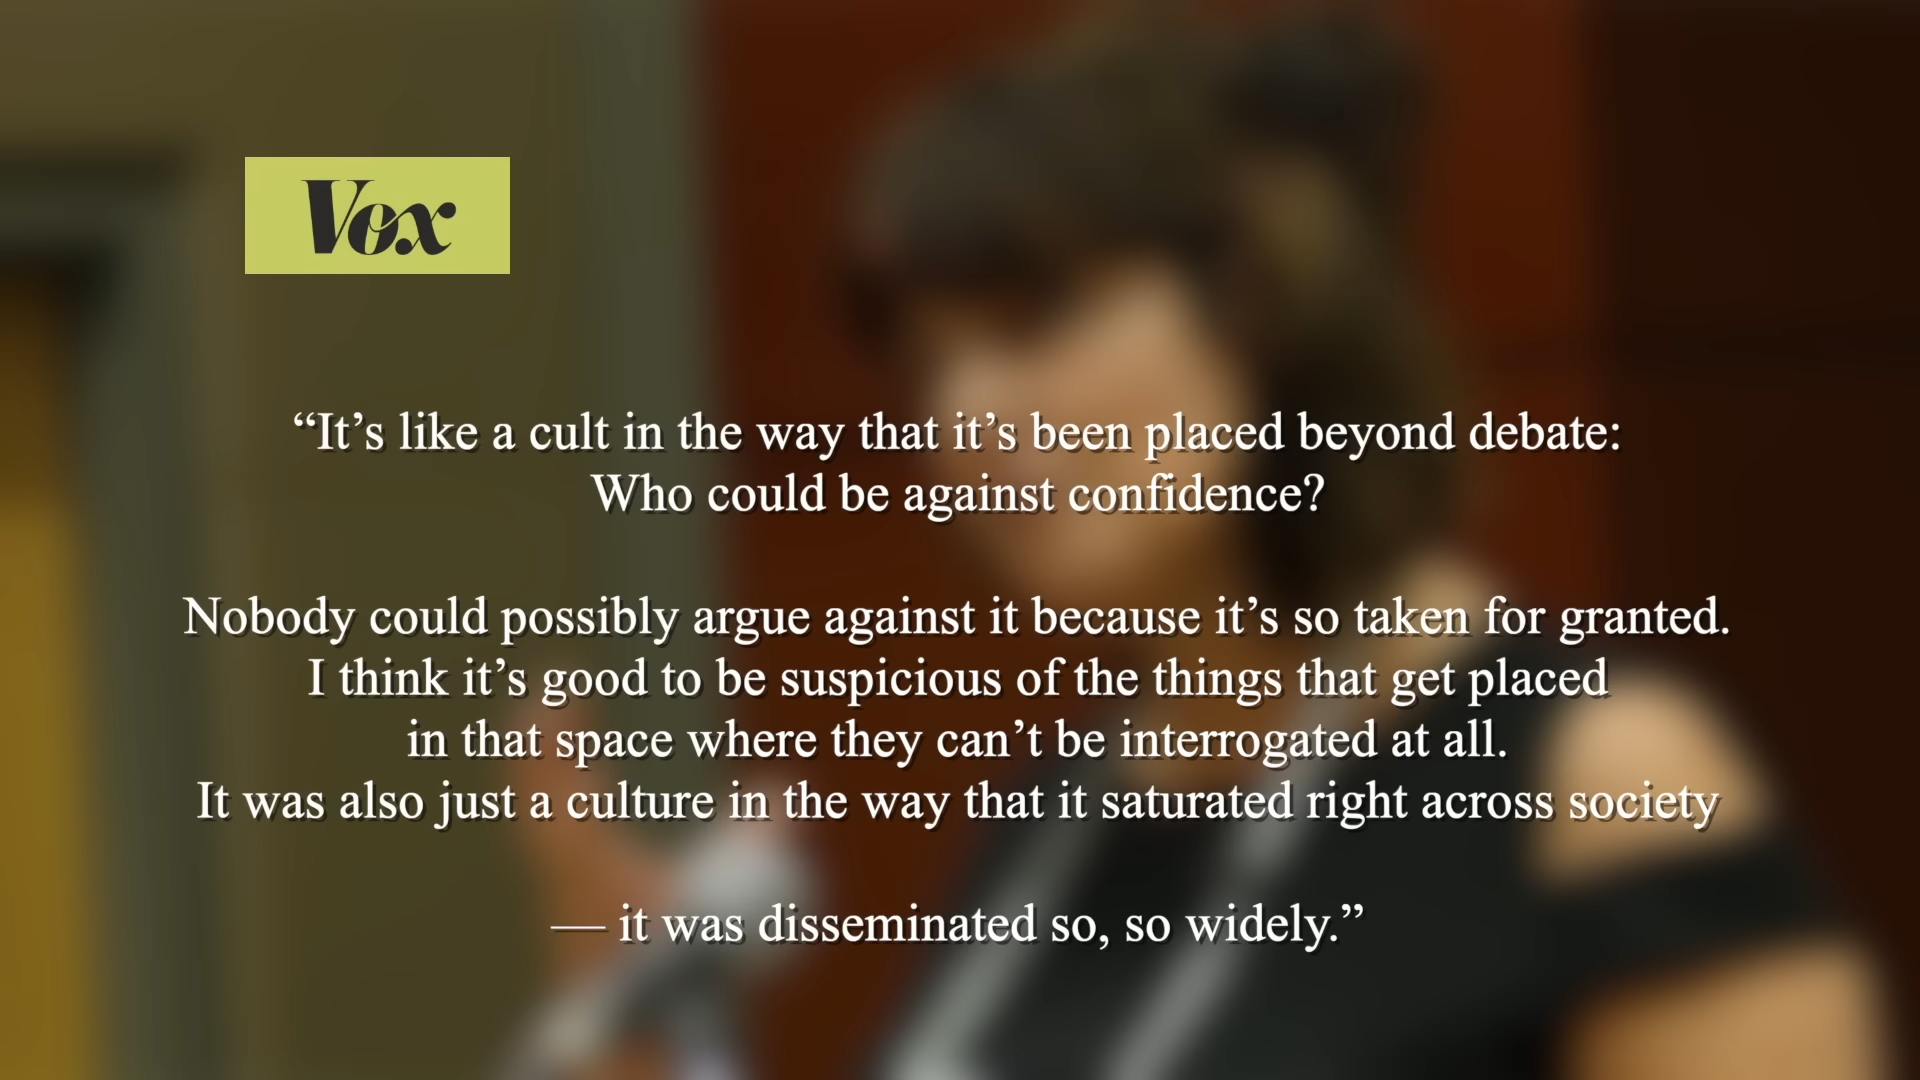 Vox
“It’s like a cult in the way that it’s been placed beyond debate:
Who could be against confidence?
Nobody could possibly argue against it because it’s so taken for granted.
I think it’s good to be suspicious of the things that get placed
in that space where they can’t be interrogated at all.
It was also just a culture in the way that it saturated right across society
— it was disseminated so, so widely.”